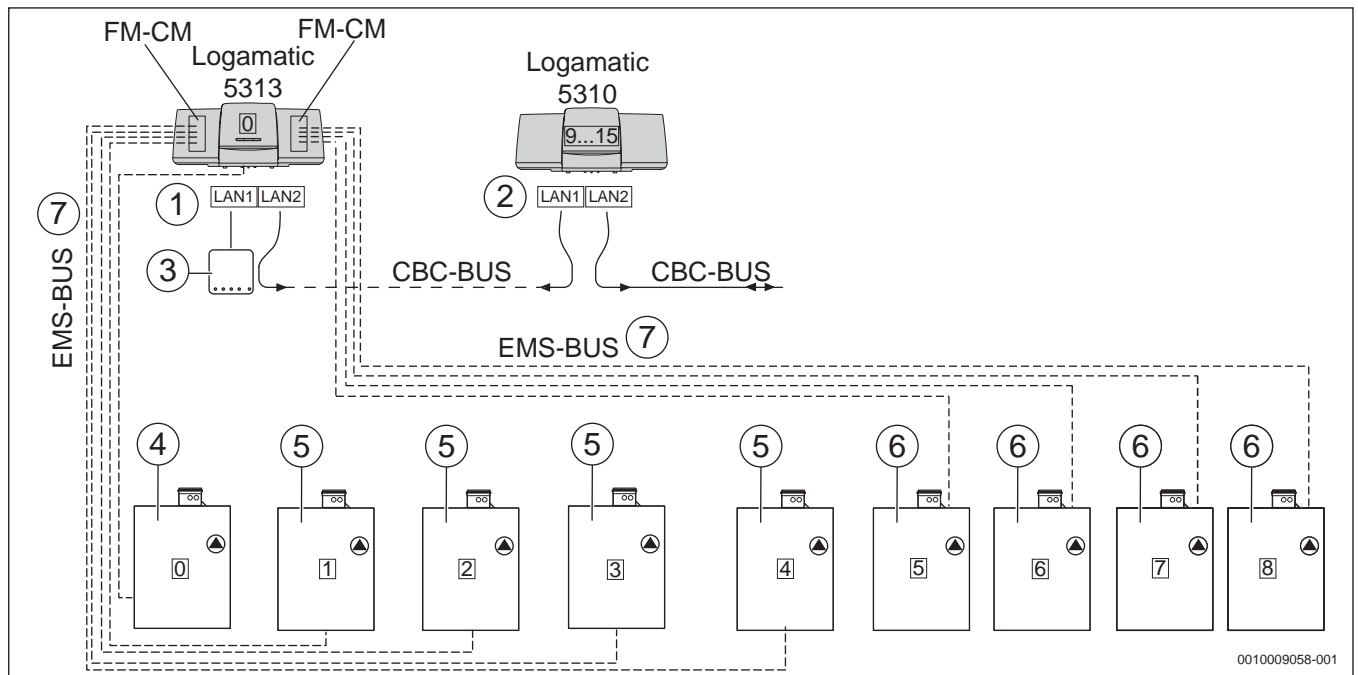 FM-CM
FM-CM
Logamatic
5313
Logamatic
5310
0
9...15
1
LAN1
LAN2
2
LAN1
LAN2
7
EMS-BUS
3
CBC-BUS
CBC-BUS
EMS-BUS
7
4
5
5
5
5
6
6
6
6
0
1
2
3
4
5
6
7
8
0010009058-001